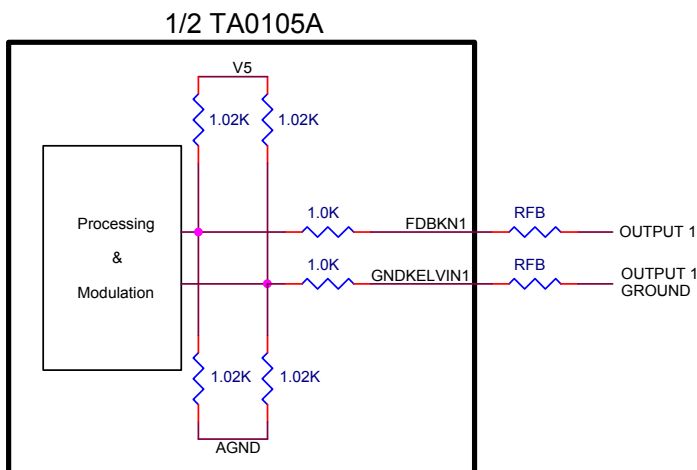 1/2 TA0105A
V5
1.02K 1.02K
Processing
&
Modulation
1.0K
FDBKN1
RFB
OUTPUT 1
1.0K
GNDKELVIN1
RFB
OUTPUT 1
GROUND
1.02K 1.02K
AGND